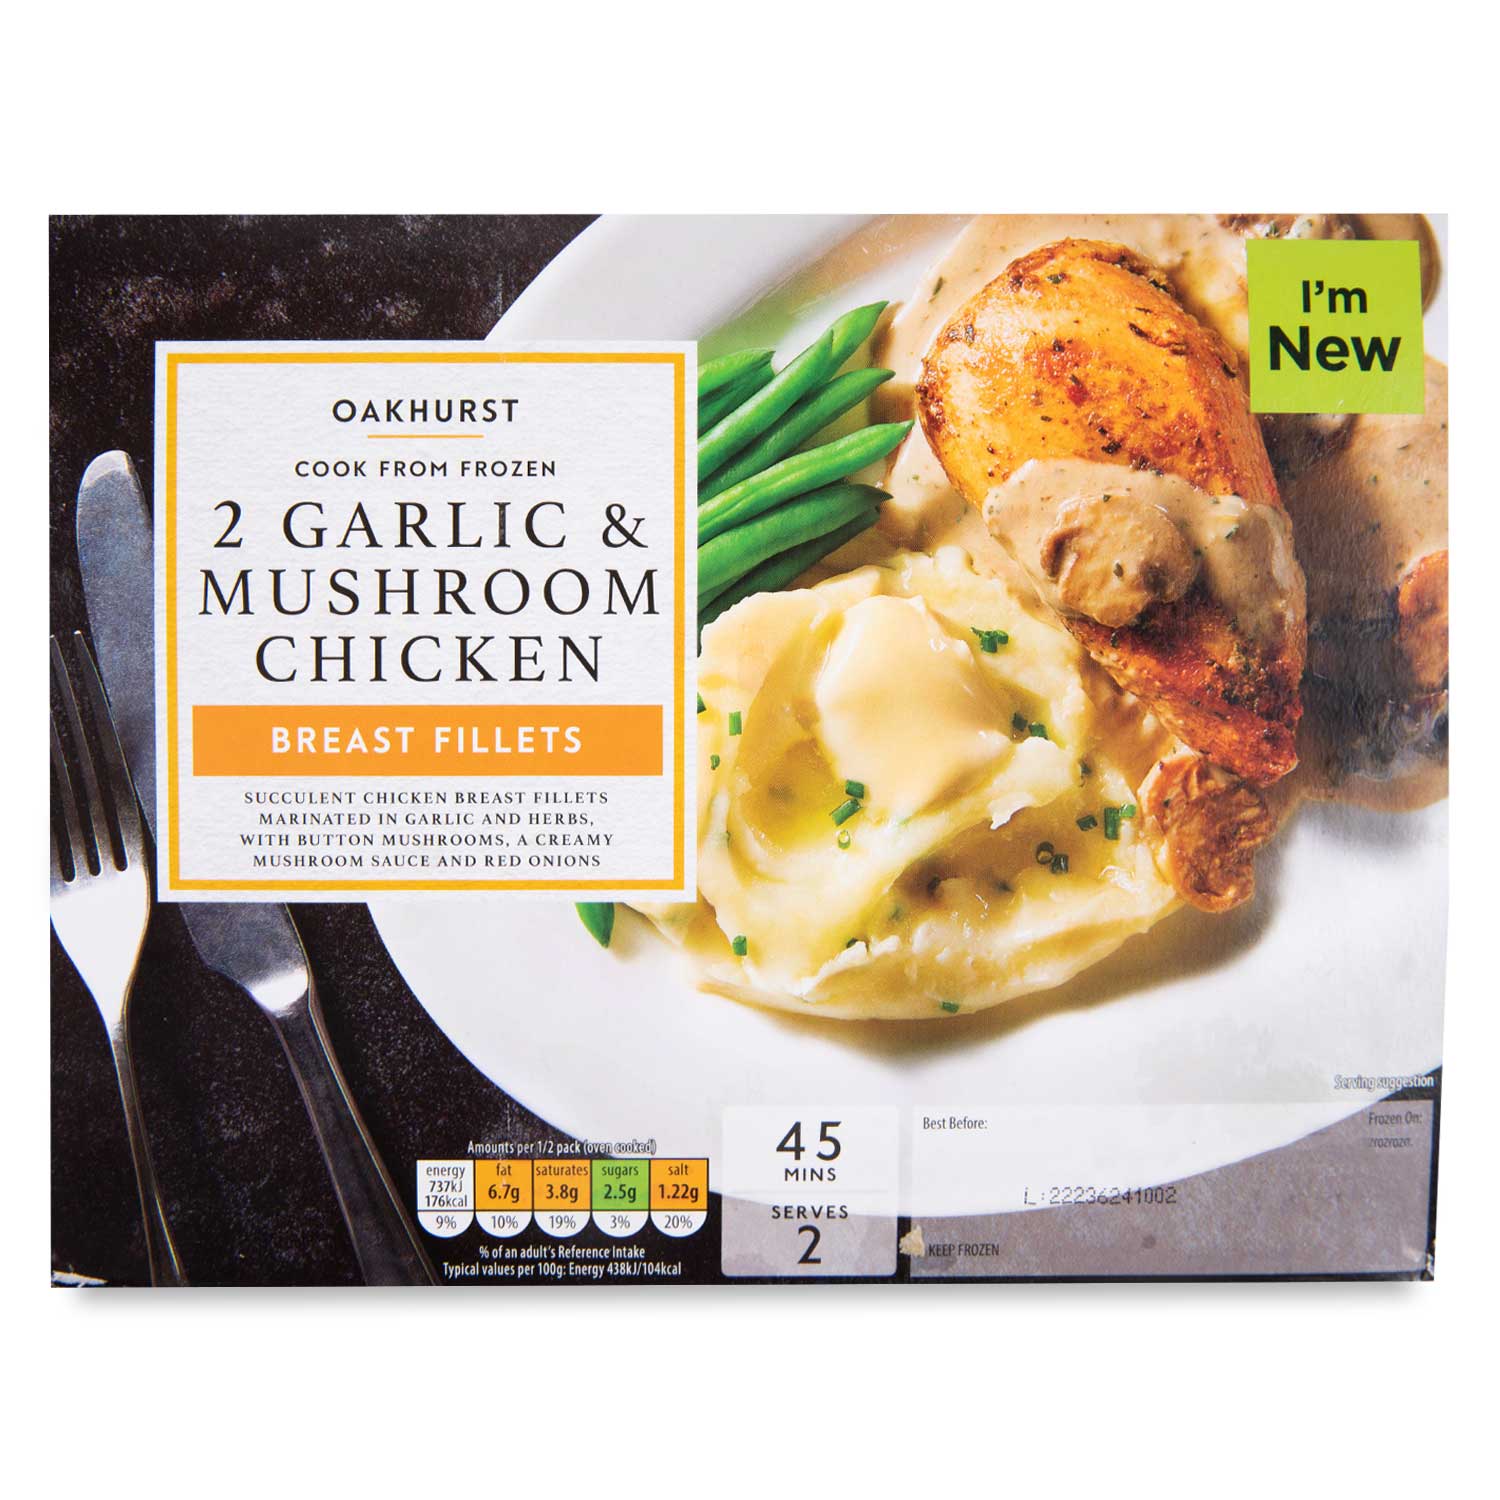 I'm
New
OAKHURST
COOK FROM FROZEN
2 GARLIC &
MUSHROOM
CHICKEN
BREAST FILLETS
SUCCULENT CHICKEN BREAST FILLETS
MARINATED IN GARLIC AND HERBS,
WITH BUTTON MUSHROOMS, A CREAMY
MUSHROOM SAUCE AND RED ONIONS
Serving suggestion
Amounts per 1/2 pack (oven cooked)
energy 737kJ 176kcal 9%
fat 6.7g 10%
saturates 3.8g 19%
sugars 2.5g 3%
salt 1.22g 20%
% of an adult's Reference Intake
Typical values per 100g: Energy 438kJ/104kcal
45
MINS
SERVES
2
Best Before:
Frozen On:
L:22236241002
KEEP FROZEN